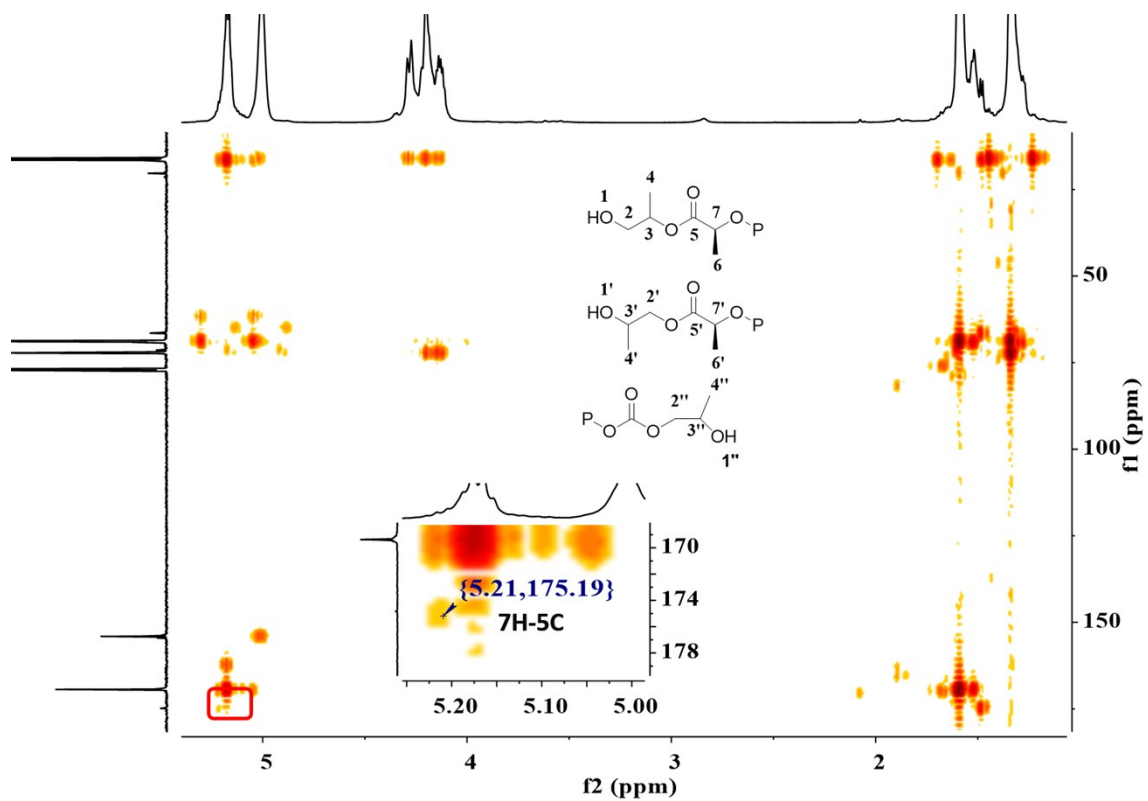 4
1 O 7
HO 2 O
3 O 5 P
6
1' O 7'
HO 2' O
3' O 5' P
4' 6'
O 4''
P 2''
O O 3'' OH
1''
50
100
150
f1 (ppm)
170
{5.21,175.19}
174
7H-5C
178
5.20 5.10 5.00
5 4 3 2
f2 (ppm)